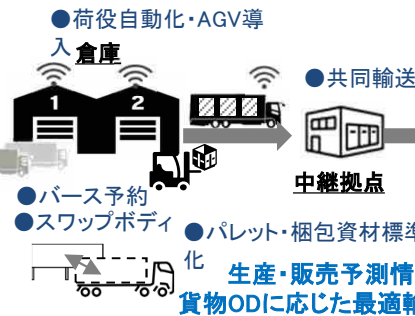 ●荷役自動化・AGV導
入
倉庫
1
2
●共同輸送
中継拠点
●バース予約
●スワップボディ
●パレット・梱包資材標準
化
生産・販売予測情
貨物ODに応じた最適